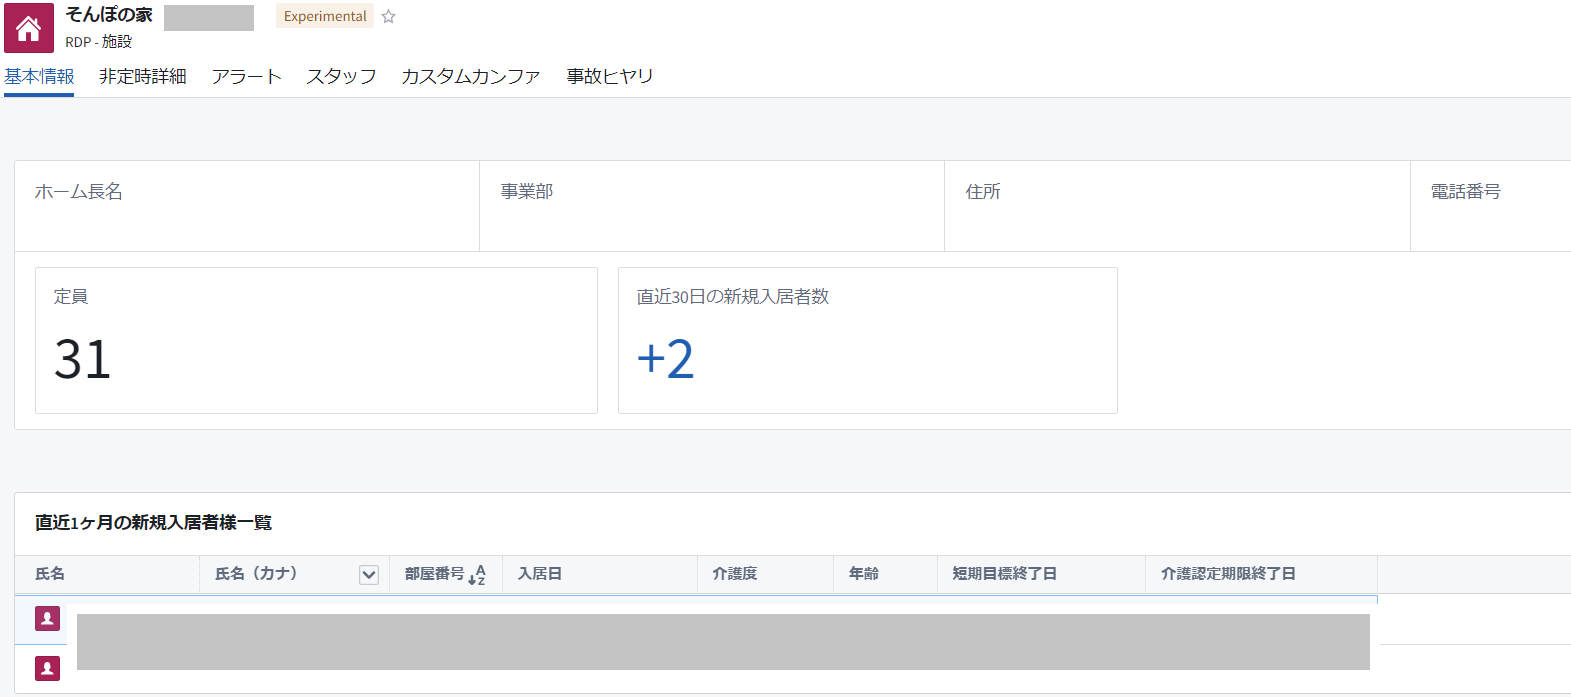 そんぽの家
Experimental
RDP - 施設
基本情報 非定時詳細 アラート スタッフ カスタムカンファ 事故ヒヤリ
ホーム長名 事業部 住所 電話番号
定員 直近30日の新規入居者数
31 +2
直近1ヶ月の新規入居者様一覧
氏名 氏名（カナ） 部屋番号 入居日 介護度 年齢 短期目標終了日 介護認定期限終了日